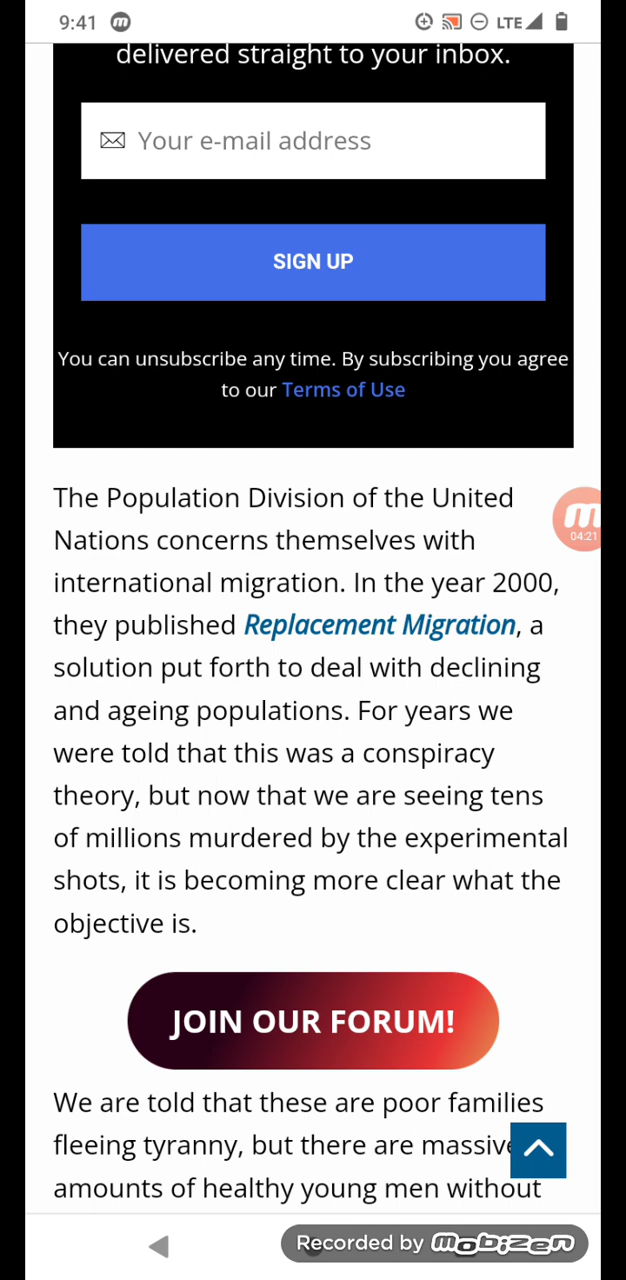 9:41 m LTE
delivered straight to your inbox.
Your e-mail address
SIGN UP
You can unsubscribe any time. By subscribing you agree
to our Terms of Use
The Population Division of the United
Nations concerns themselves with
international migration. In the year 2000,
they published Replacement Migration, a
solution put forth to deal with declining
and ageing populations. For years we
were told that this was a conspiracy
theory, but now that we are seeing tens
of millions murdered by the experimental
shots, it is becoming more clear what the
objective is.
m
04:21
JOIN OUR FORUM!
We are told that these are poor families
fleeing tyranny, but there are massive
amounts of healthy young men without
Recorded by mobizen